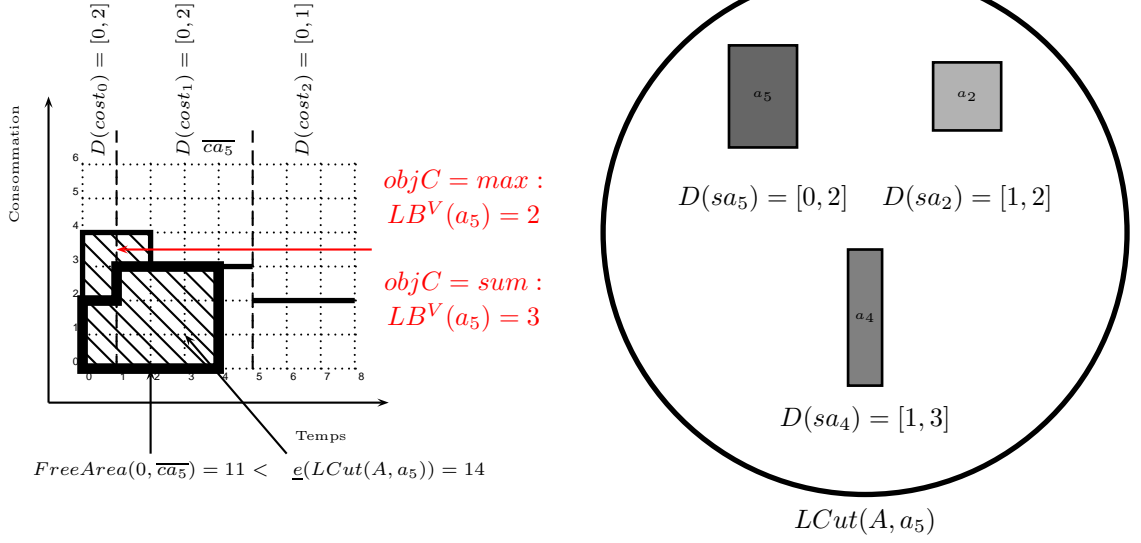 D(cost₀) = [0, 2]
D(cost₁) = [0, 2]
D(cost₂) = [0, 1]
Consommation
\overline{ca_5}
6
5
4
3
2
1
0
0 1 2 3 4 5 6 7 8
Temps
objC = max :
LB^V(a_5) = 2
objC = sum :
LB^V(a_5) = 3
FreeArea(0, \overline{ca_5}) = 11 < \underline{e}(LCut(A, a_5)) = 14
a_5
a_2
D(sa_5) = [0, 2] D(sa_2) = [1, 2]
a_4
D(sa_4) = [1, 3]
LCut(A, a_5)